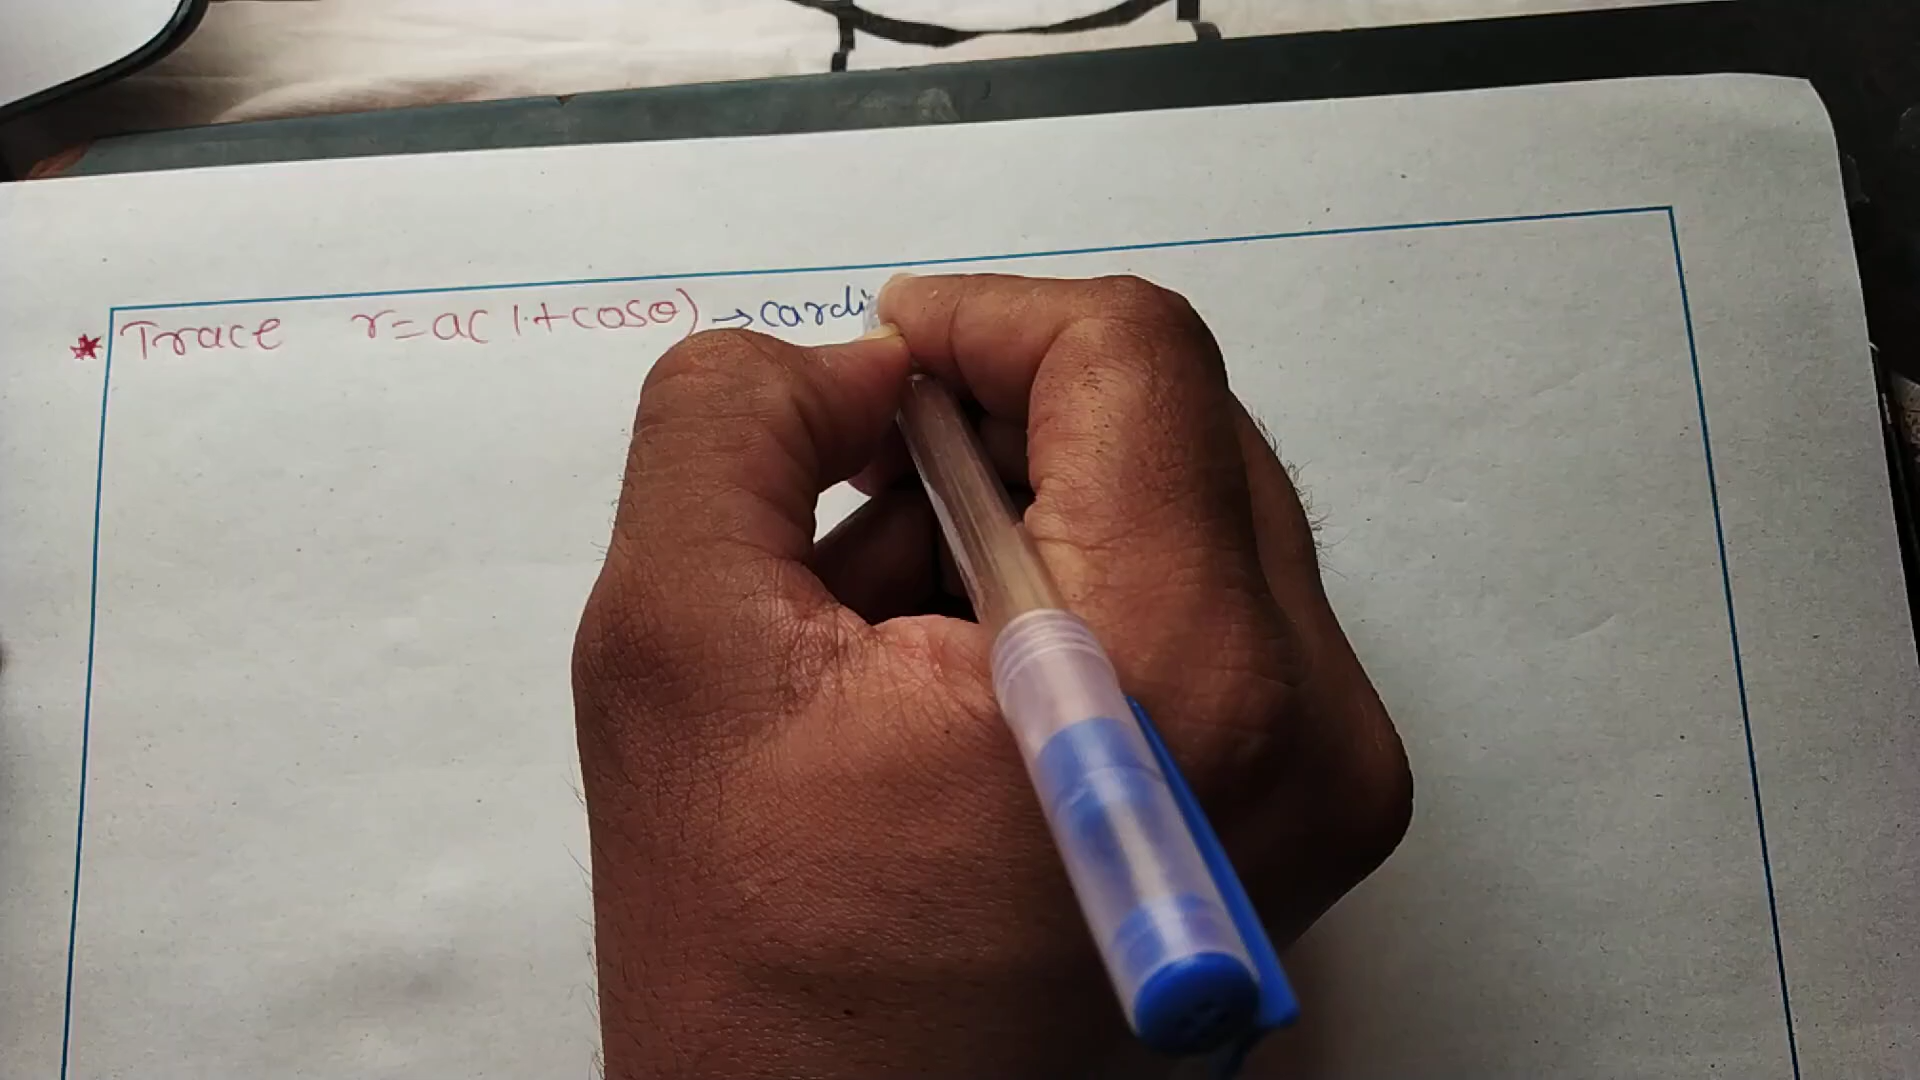 * Trace r=a(1+cosθ) → cardi